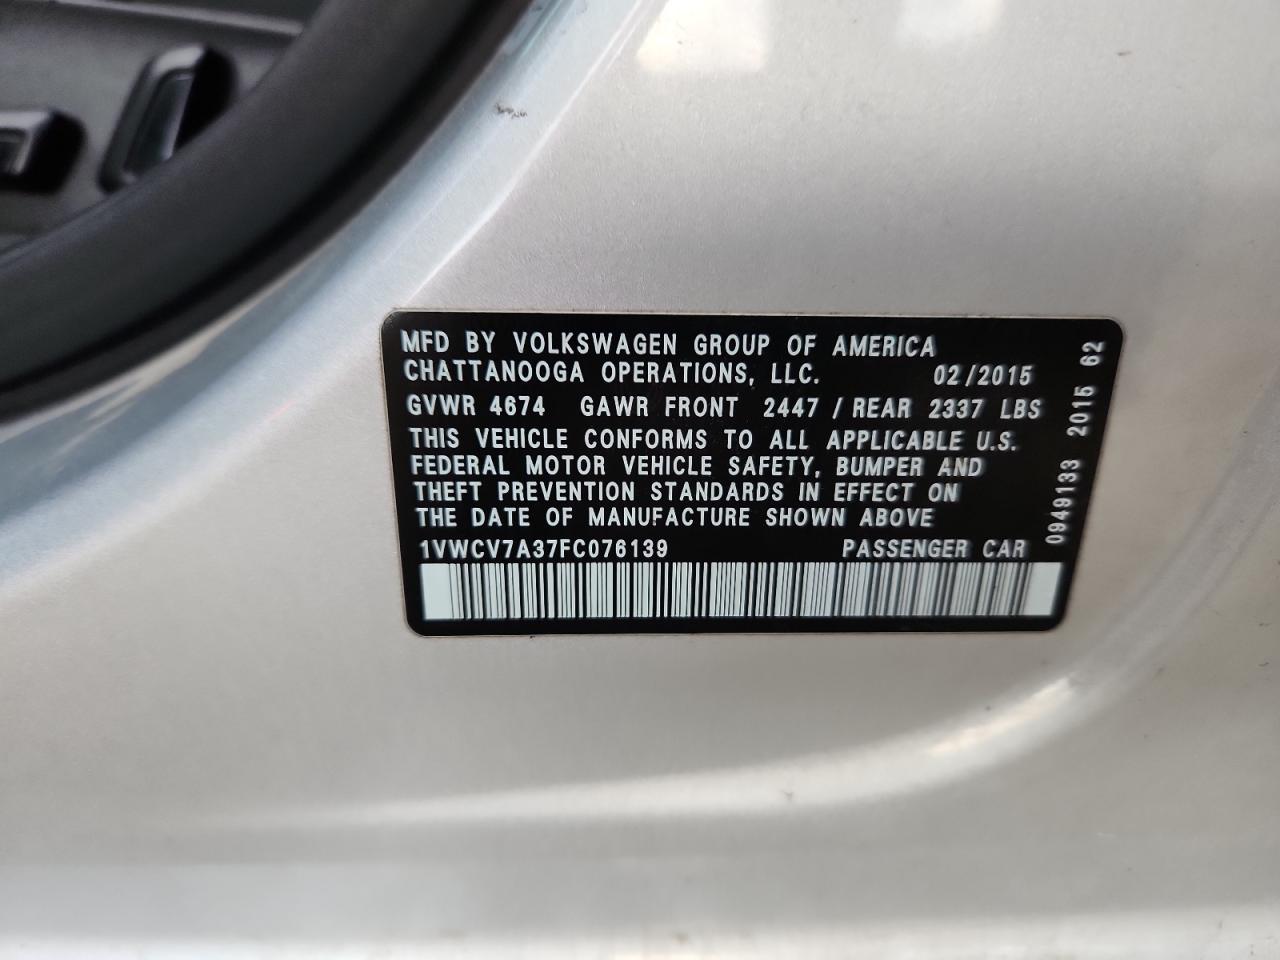 MFD BY VOLKSWAGEN GROUP OF AMERICA
CHATTANOOGA OPERATIONS, LLC. 02/2015
GVWR 4674 GAWR FRONT 2447 / REAR 2337 LBS
THIS VEHICLE CONFORMS TO ALL APPLICABLE U.S.
FEDERAL MOTOR VEHICLE SAFETY, BUMPER AND
THEFT PREVENTION STANDARDS IN EFFECT ON
THE DATE OF MANUFACTURE SHOWN ABOVE
1VWCV7A37FC076139 PASSENGER CAR
0949133 2015 62